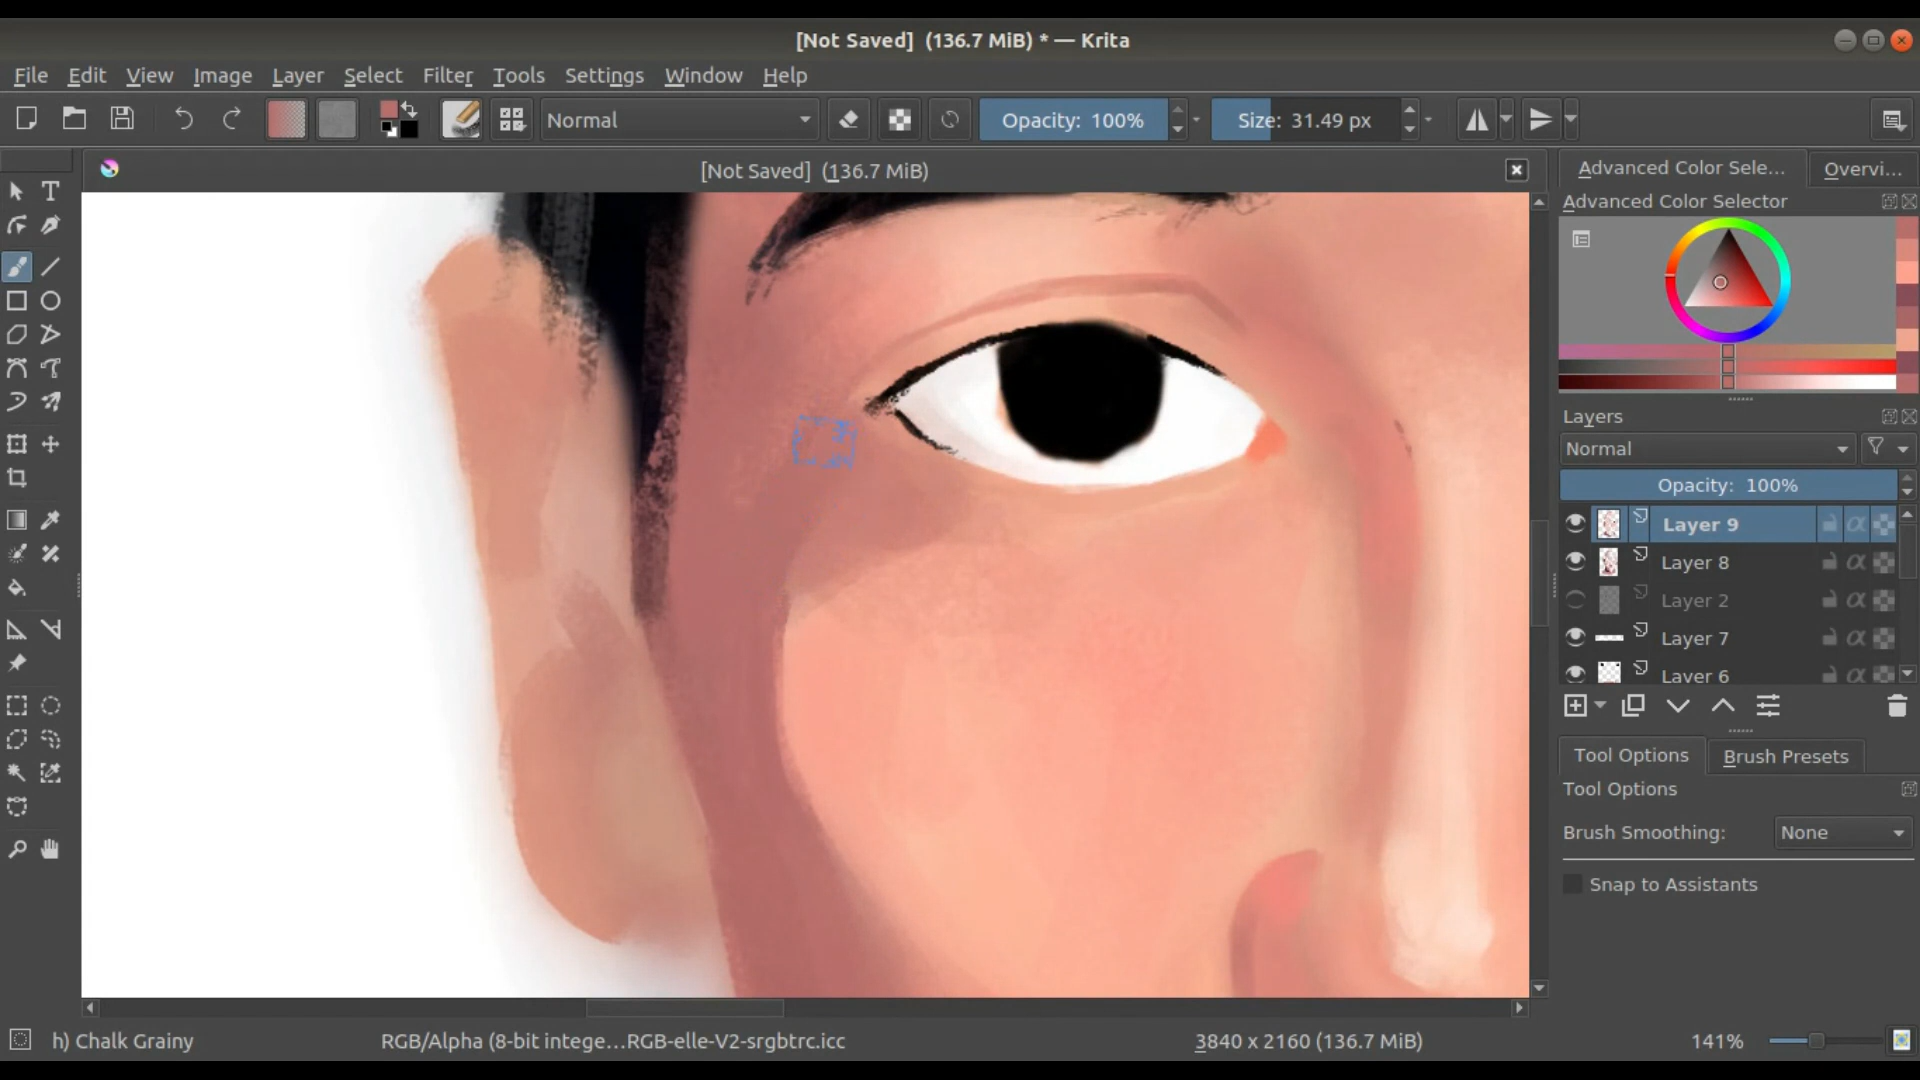 [Not Saved]  (136.7 MiB) * — Krita
File Edit View Image Layer Select Filter Tools Settings Window Help
Normal
Opacity: 100%
Size: 31.49 px
[Not Saved]  (136.7 MiB)
Advanced Color Sele...
Overvi...
Advanced Color Selector
Layers
Normal
Opacity: 100%
Layer 9
Layer 8
Layer 2
Layer 7
Layer 6
Tool Options
Brush Presets
Tool Options
Brush Smoothing:
None
Snap to Assistants
h) Chalk Grainy
RGB/Alpha (8-bit intege...RGB-elle-V2-srgbtrc.icc
3840 x 2160 (136.7 MiB)
141%